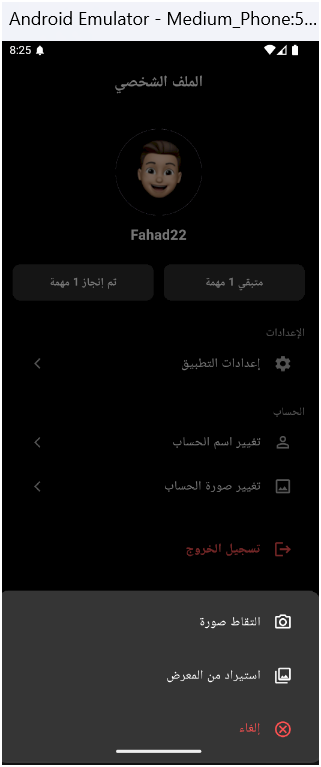 Android Emulator - Medium_Phone:5...
8:25
الملف الشخصي
Fahad22
متبقي 1 مهمة
تم إنجاز 1 مهمة
الإعدادات
إعدادات التطبيق
الحساب
تغيير اسم الحساب
تغيير صورة الحساب
تسجيل الخروج
التقاط صورة
استيراد من المعرض
إلغاء